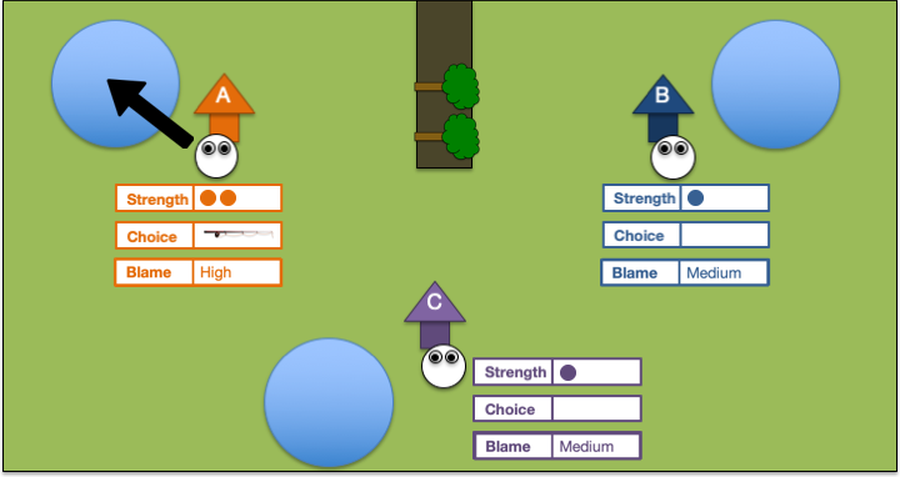 A
Strength
Choice
Blame High
B
Strength
Choice
Blame Medium
C
Strength
Choice
Blame Medium